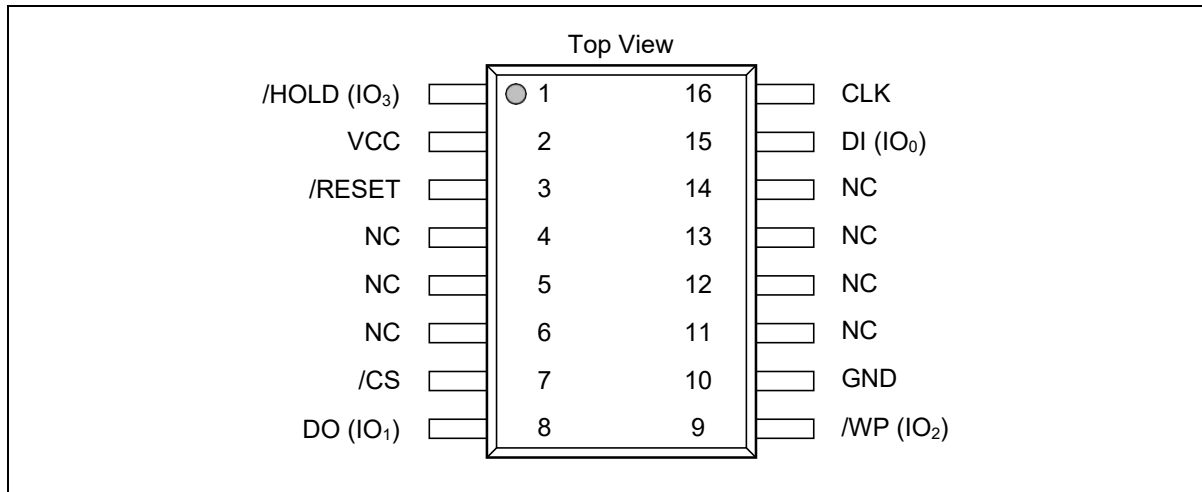 Top View
/HOLD (IO₃) 1 16 CLK
VCC 2 15 DI (IO₀)
/RESET 3 14 NC
NC 4 13 NC
NC 5 12 NC
NC 6 11 NC
/CS 7 10 GND
DO (IO₁) 8 9 /WP (IO₂)